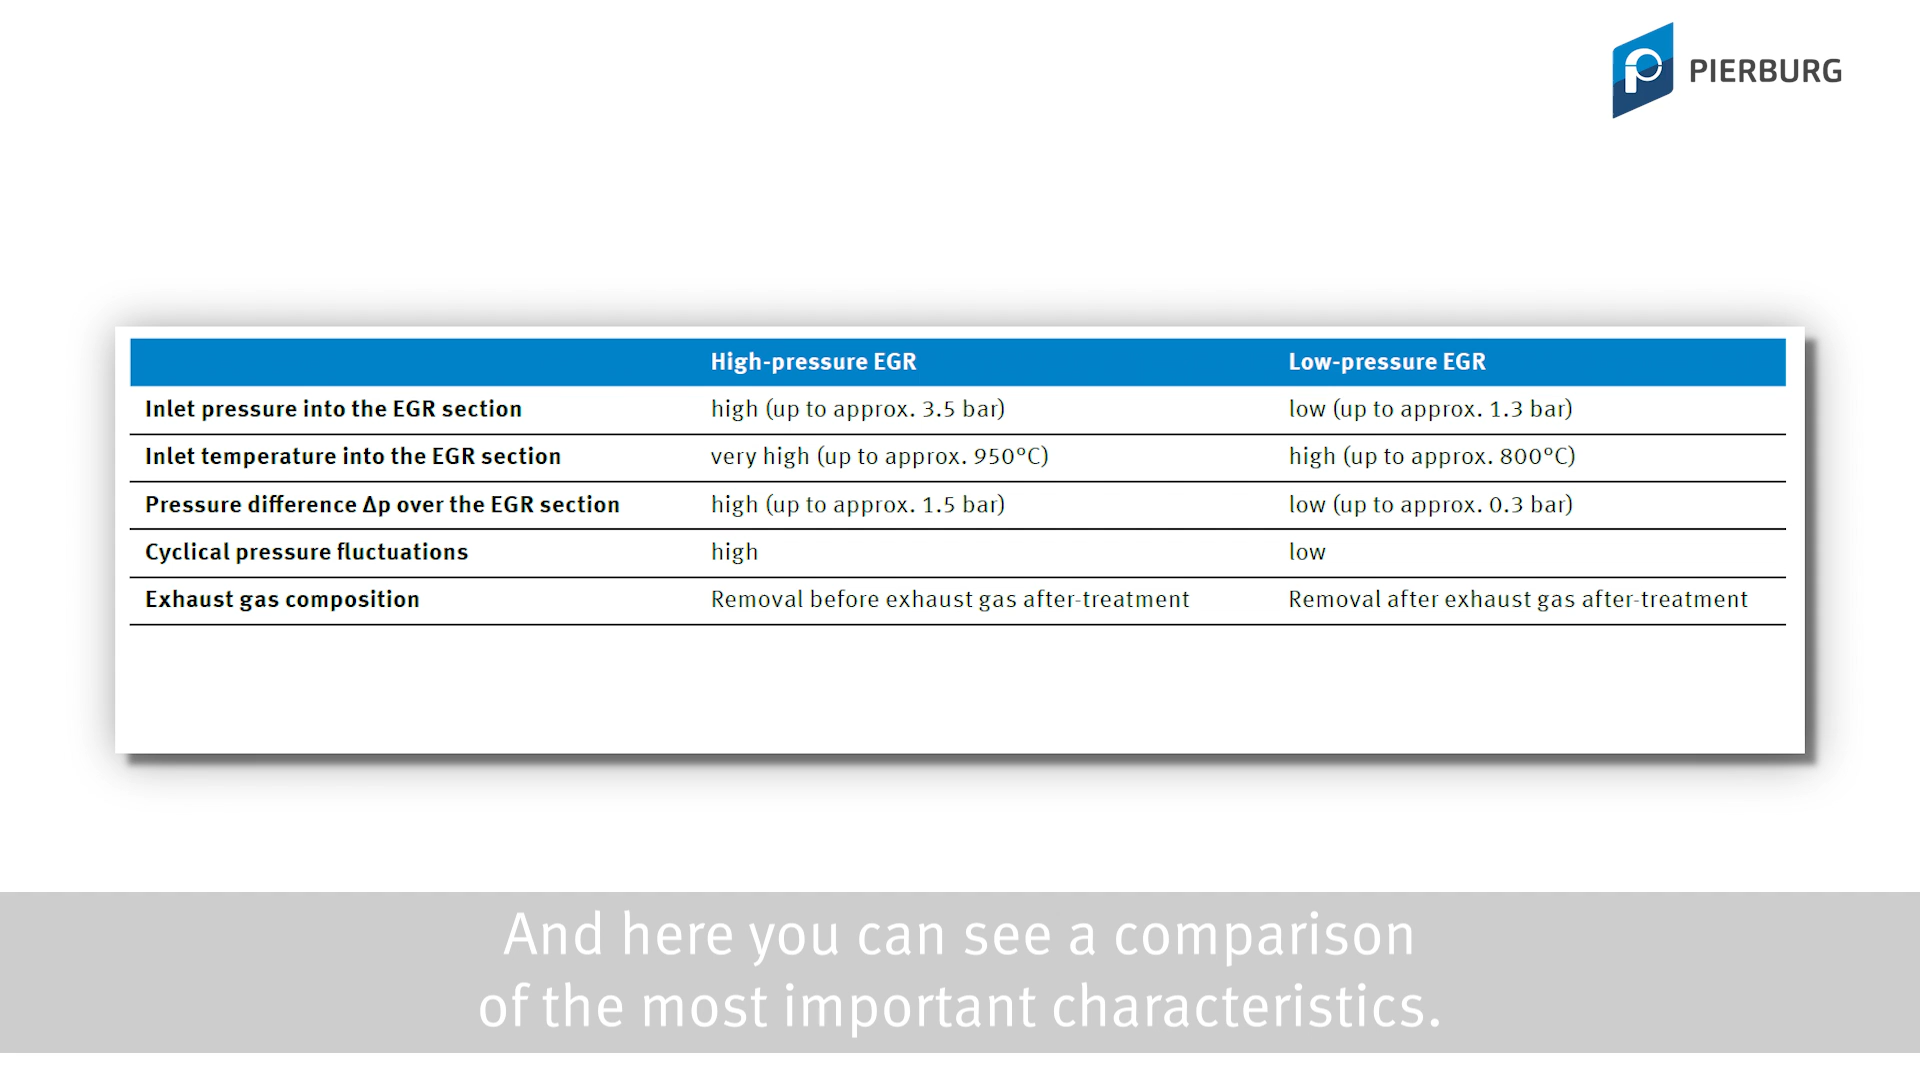 PIERBURG
High-pressure EGR Low-pressure EGR
Inlet pressure into the EGR section high (up to approx. 3.5 bar) low (up to approx. 1.3 bar)
Inlet temperature into the EGR section very high (up to approx. 950°C) high (up to approx. 800°C)
Pressure difference Δp over the EGR section high (up to approx. 1.5 bar) low (up to approx. 0.3 bar)
Cyclical pressure fluctuations high low
Exhaust gas composition Removal before exhaust gas after-treatment Removal after exhaust gas after-treatment
And here you can see a comparison
of the most important characteristics.